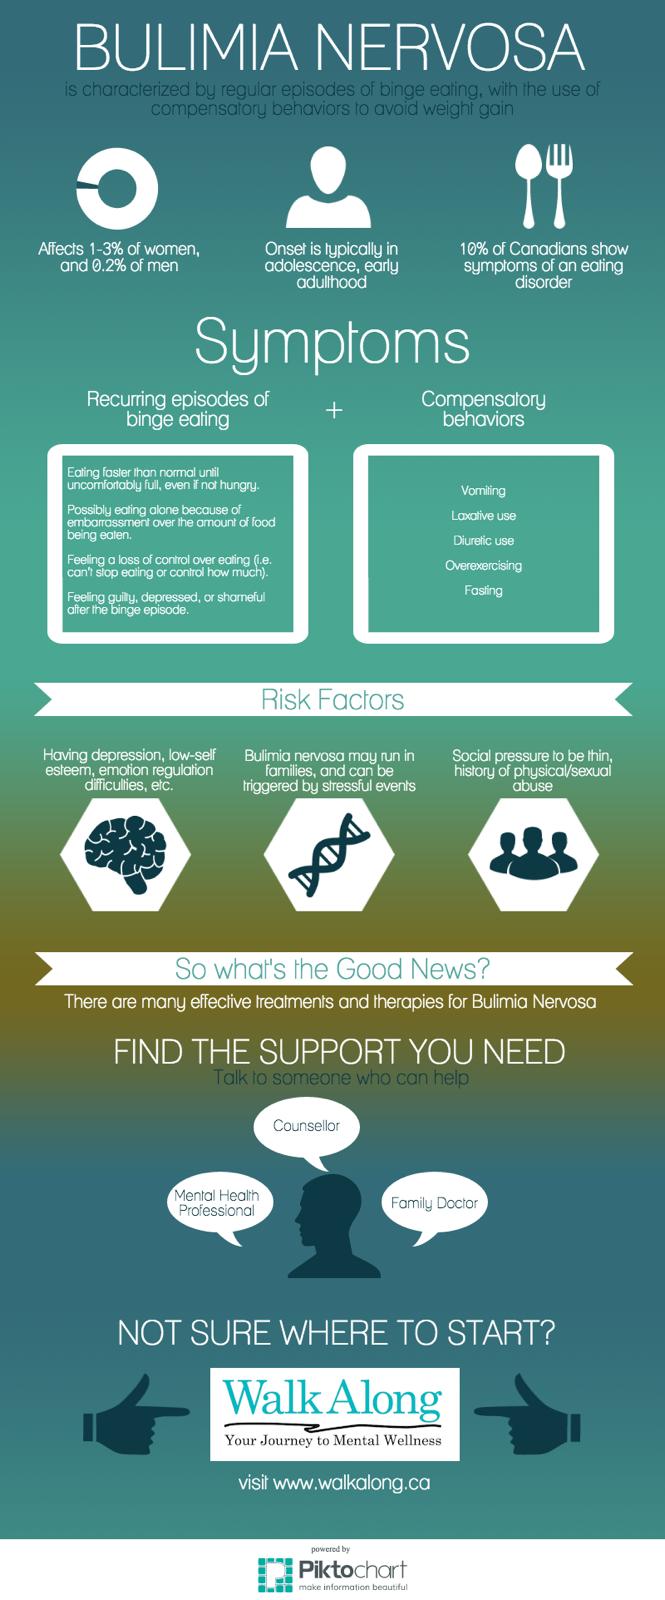 BULIMIA NERVOSA
is characterized by regular episodes of binge eating, with the use of
compensatory behaviors to avoid weight gain
Affects 1-3% of women,
and 0.2% of men
Onset is typically in
adolescence, early
adulthood
10% of Canadians show
symptoms of an eating
disorder
Symptoms
Recurring episodes of
binge eating
+
Compensatory
behaviors
Eating faster than normal until
uncomfortably full, even if not hungry.
Possibly eating alone because of
embarrassment over the amount of food
being eaten.
Feeling a loss of control over eating (i.e.
can't stop eating or control how much).
Feeling guilty, depressed, or shameful
after the binge episode.
Vomiting
Laxative use
Diuretic use
Overexercising
Fasting
Risk Factors
Having depression, low-self
esteem, emotion regulation
difficulties, etc.
Bulimia nervosa may run in
families, and can be
triggered by stressful events
Social pressure to be thin,
history of physical/sexual
abuse
So what's the Good News?
There are many effective treatments and therapies for Bulimia Nervosa
FIND THE SUPPORT YOU NEED
Talk to someone who can help
Counsellor
Mental Health
Professional
Family Doctor
NOT SURE WHERE TO START?
Walk Along
Your Journey to Mental Wellness
visit www.walkalong.ca
powered by
Piktochart
make information beautiful